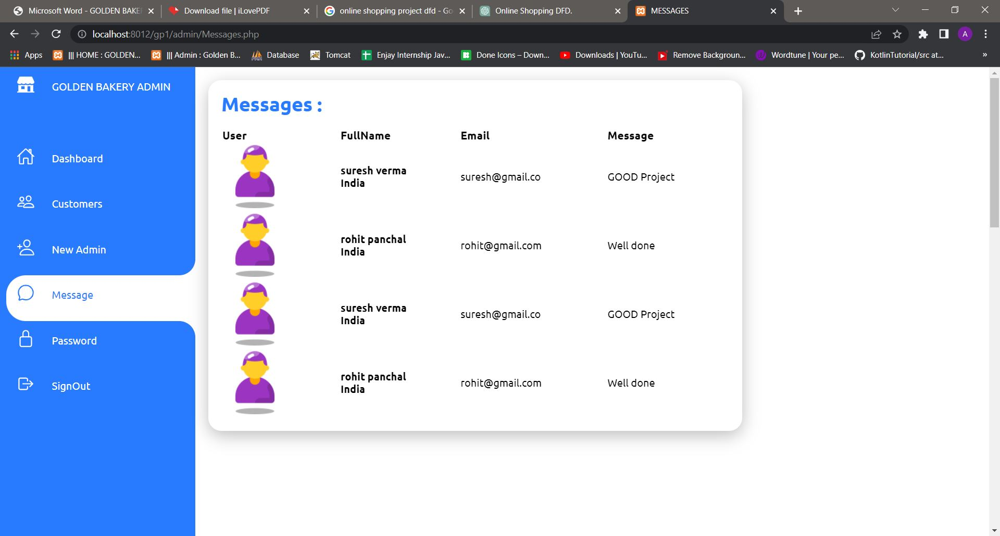 Microsoft Word - GOLDEN BAKE
Download file | iLovePDF
online shopping project dfd - Go
Online Shopping DFD.
MESSAGES
localhost:8012/gp1/admin/Messages.php
A
Apps
||| HOME : GOLDEN...
||| Admin : Golden B...
Database
Tomcat
Enjay Internship Jav...
Done Icons – Down...
Downloads | YouTu...
Remove Backgroun...
Wordtune | Your pe...
KotlinTutorial/src at...
»
GOLDEN BAKERY ADMIN
Dashboard
Customers
New Admin
Message
Password
SignOut
Messages :
User FullName Email Message
suresh verma
India
suresh@gmail.co
GOOD Project
rohit panchal
India
rohit@gmail.com
Well done
suresh verma
India
suresh@gmail.co
GOOD Project
rohit panchal
India
rohit@gmail.com
Well done